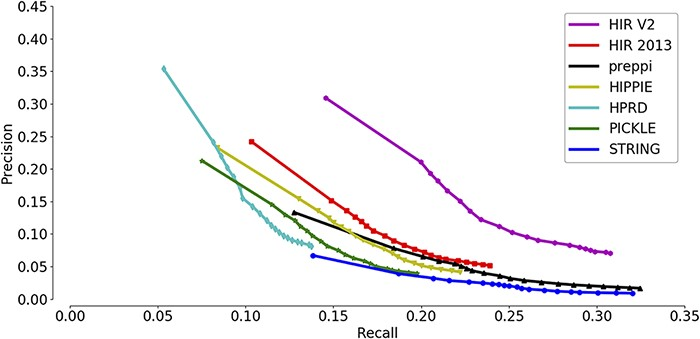 0.45
0.40
0.35
0.30
0.25
0.20
0.15
0.10
0.05
0.00
Precision
HIR V2
HIR 2013
preppi
HIPPIE
HPRD
PICKLE
STRING
0.00 0.05 0.10 0.15 0.20 0.25 0.30 0.35
Recall